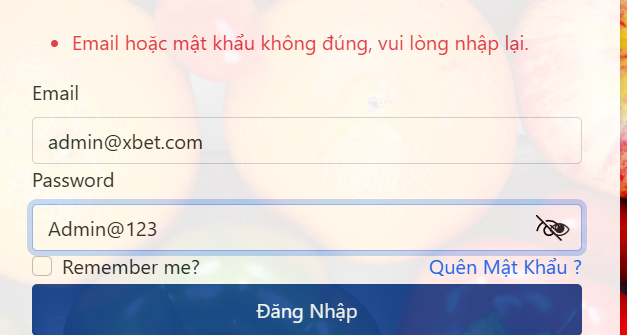 Email hoặc mật khẩu không đúng, vui lòng nhập lại.
Email
admin@xbet.com
Password
Admin@123
Remember me? Quên Mật Khẩu ?
Đăng Nhập